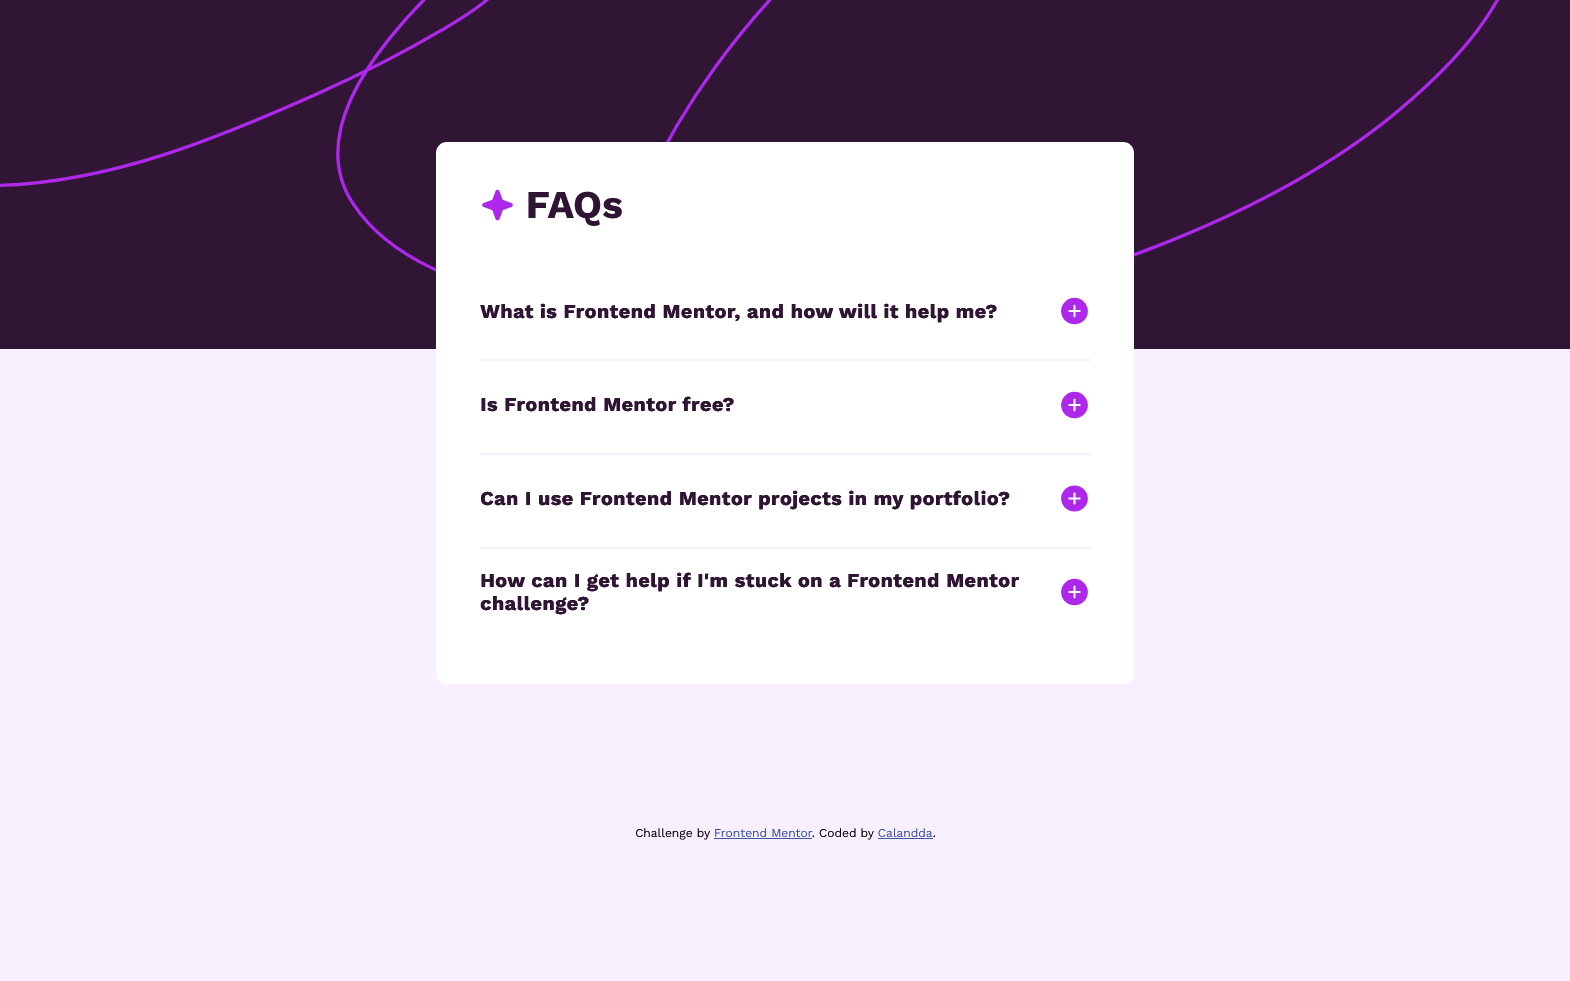 FAQs
What is Frontend Mentor, and how will it help me?
Is Frontend Mentor free?
Can I use Frontend Mentor projects in my portfolio?
How can I get help if I'm stuck on a Frontend Mentor
challenge?
Challenge by Frontend Mentor. Coded by Calandda.